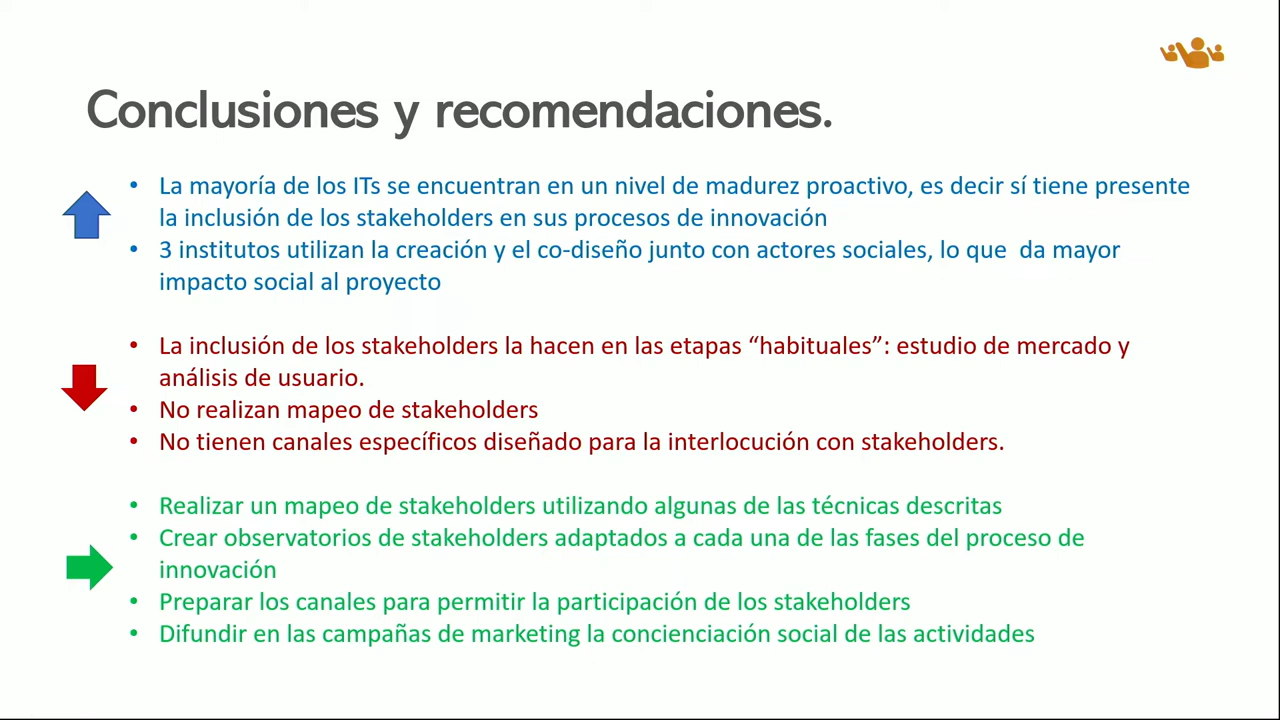 Conclusiones y recomendaciones.
• La mayoría de los ITs se encuentran en un nivel de madurez proactivo, es decir sí tiene presente
la inclusión de los stakeholders en sus procesos de innovación
• 3 institutos utilizan la creación y el co-diseño junto con actores sociales, lo que da mayor
impacto social al proyecto
• La inclusión de los stakeholders la hacen en las etapas “habituales”: estudio de mercado y
análisis de usuario.
• No realizan mapeo de stakeholders
• No tienen canales específicos diseñado para la interlocución con stakeholders.
• Realizar un mapeo de stakeholders utilizando algunas de las técnicas descritas
• Crear observatorios de stakeholders adaptados a cada una de las fases del proceso de
innovación
• Preparar los canales para permitir la participación de los stakeholders
• Difundir en las campañas de marketing la concienciación social de las actividades